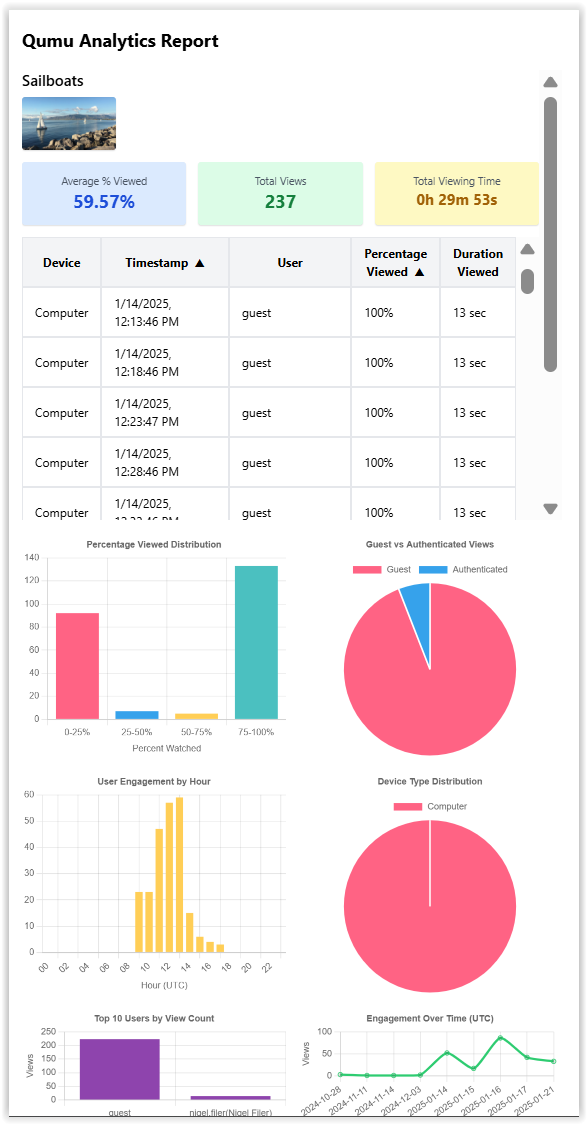 Qumu Analytics Report
Sailboats
Average % Viewed
59.57%
Total Views
237
Total Viewing Time
0h 29m 53s
Device
Timestamp ▲
User
Percentage
Viewed ▲
Duration
Viewed
Computer
1/14/2025,
12:13:46 PM
guest
100%
13 sec
Computer
1/14/2025,
12:18:46 PM
guest
100%
13 sec
Computer
1/14/2025,
12:23:47 PM
guest
100%
13 sec
Computer
1/14/2025,
12:28:46 PM
guest
100%
13 sec
Computer
1/14/2025,
guest
100%
13 sec
Percentage Viewed Distribution
140
120
100
80
60
40
20
0
0-25%
25-50%
50-75%
75-100%
Percent Watched
Guest vs Authenticated Views
Guest
Authenticated
User Engagement by Hour
60
50
40
30
20
10
0
00
02
04
06
08
10
12
14
16
18
20
22
Hour (UTC)
Device Type Distribution
Computer
Top 10 Users by View Count
Views
250
200
150
100
50
0
guest
nigel.filer(Nigel Filer)
Engagement Over Time (UTC)
Views
100
50
0
2024-10-28
2024-11-11
2024-11-14
2024-12-03
2025-01-14
2025-01-15
2025-01-16
2025-01-17
2025-01-21